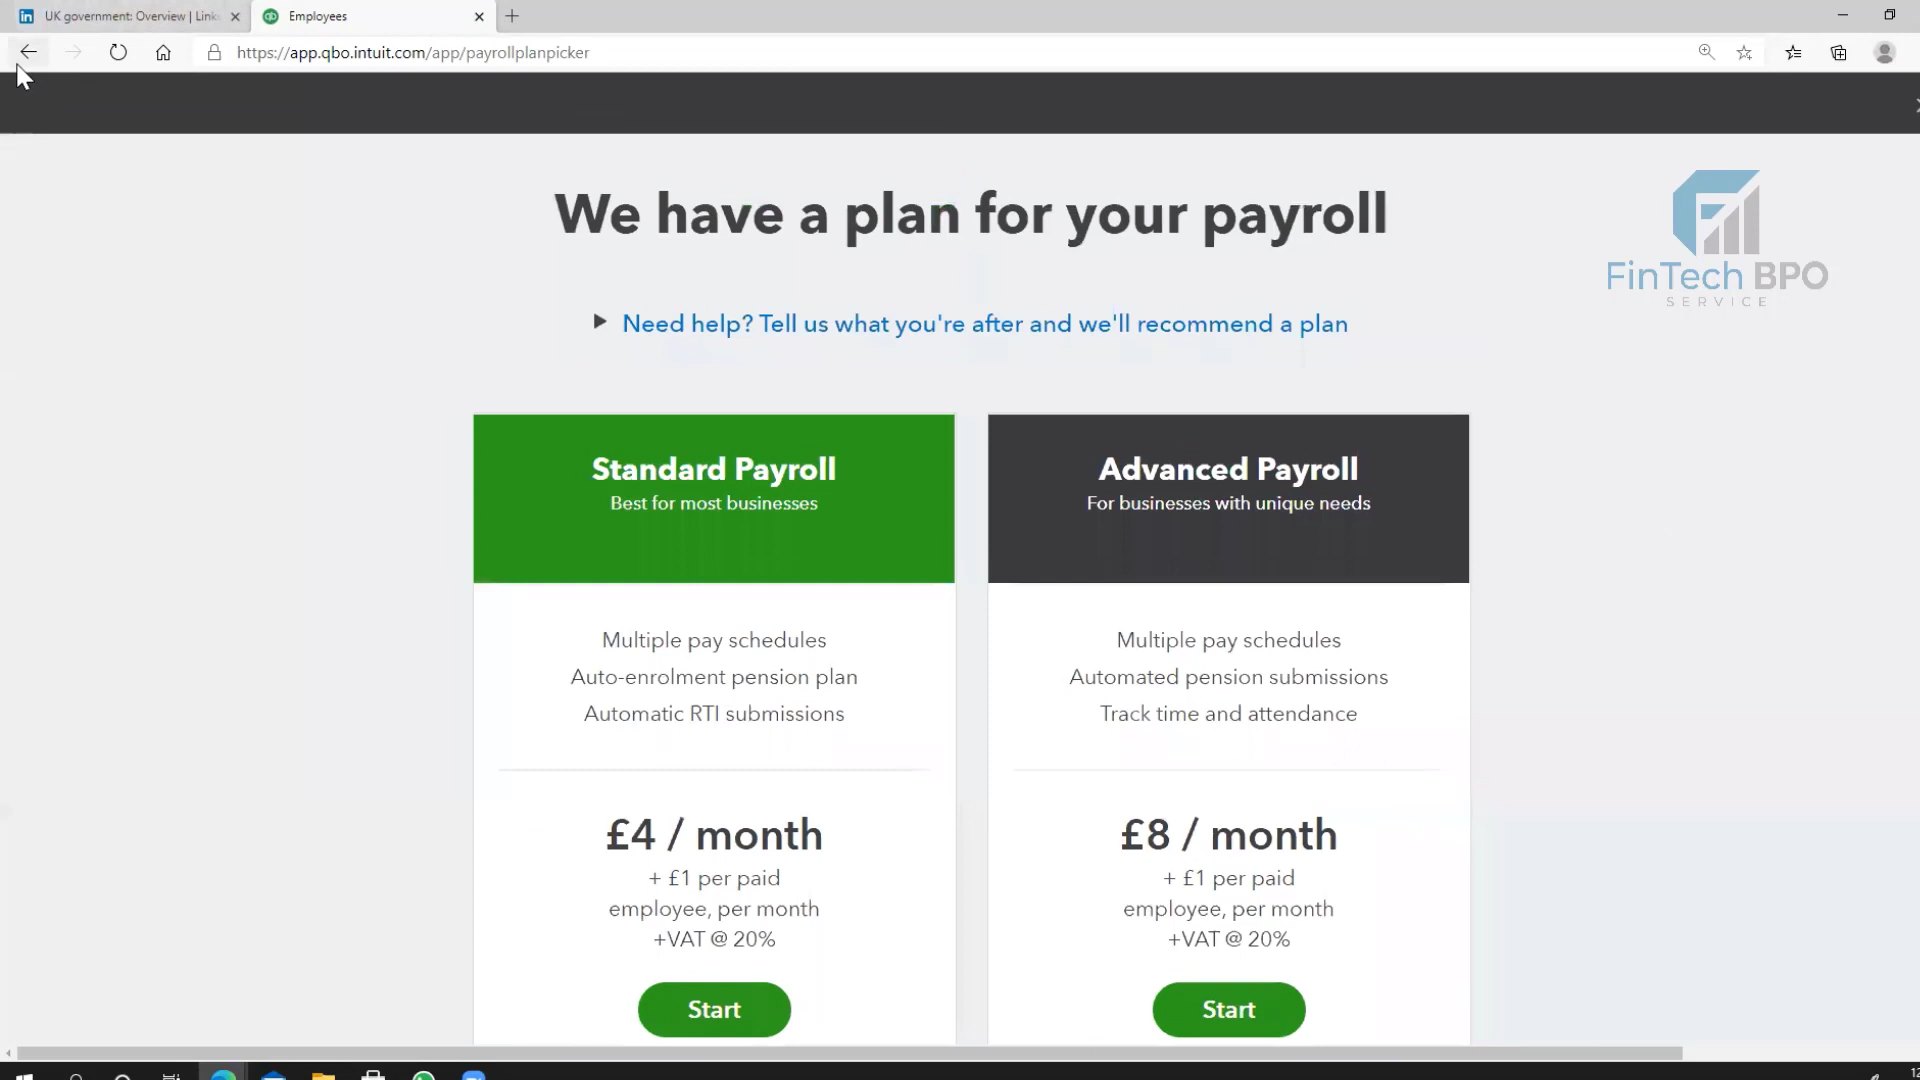 UK government: Overview | Link
Employees
https://app.qbo.intuit.com/app/payrollplanpicker
We have a plan for your payroll
FinTech BPO
SERVICE
Need help? Tell us what you're after and we'll recommend a plan
Standard Payroll
Best for most businesses
Multiple pay schedules
Auto-enrolment pension plan
Automatic RTI submissions
£4 / month
+ £1 per paid
employee, per month
+VAT @ 20%
Start
Advanced Payroll
For businesses with unique needs
Multiple pay schedules
Automated pension submissions
Track time and attendance
£8 / month
+ £1 per paid
employee, per month
+VAT @ 20%
Start